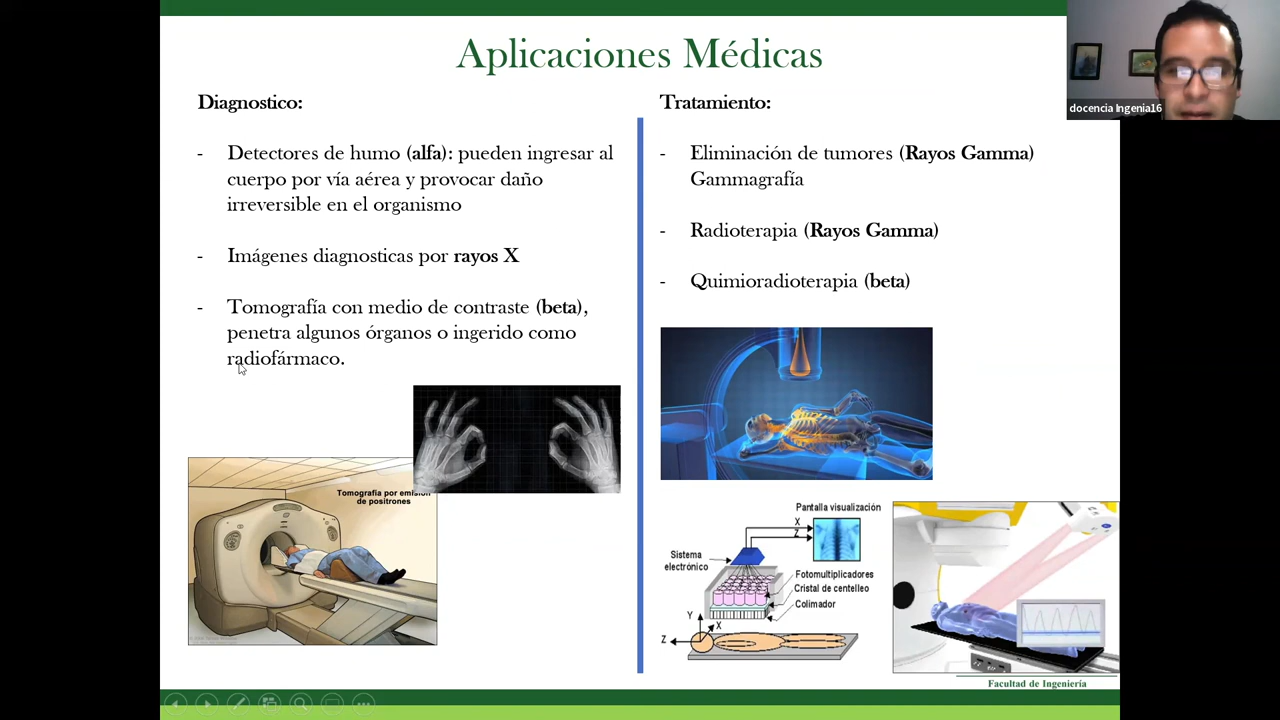 Aplicaciones Médicas
docencia Ingenia16
Diagnostico:
- Detectores de humo (alfa): pueden ingresar al
cuerpo por vía aérea y provocar daño
irreversible en el organismo
- Imágenes diagnosticas por rayos X
- Tomografía con medio de contraste (beta),
penetra algunos órganos o ingerido como
radiofármaco.
Tomografía por emisión
de positrones
Tratamiento:
- Eliminación de tumores (Rayos Gamma)
Gammagrafía
- Radioterapia (Rayos Gamma)
- Quimioradioterapia (beta)
Pantalla visualización
X
Z
Sistema
electrónico
Fotomultiplicadores
Cristal de centelleo
Colimador
Y
X
Z
Facultad de Ingeniería